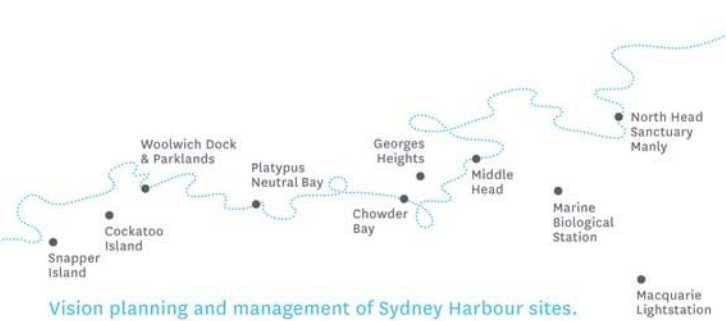 North Head
Sanctuary
Manly
Woolwich Dock
& Parklands
Georges
Heights
Platypus
Neutral Bay
Middle
Head
Chowder
Bay
Marine
Biological
Station
Cockatoo
Island
Snapper
Island
Macquarie
Lightstation
Vision planning and management of Sydney Harbour sites.